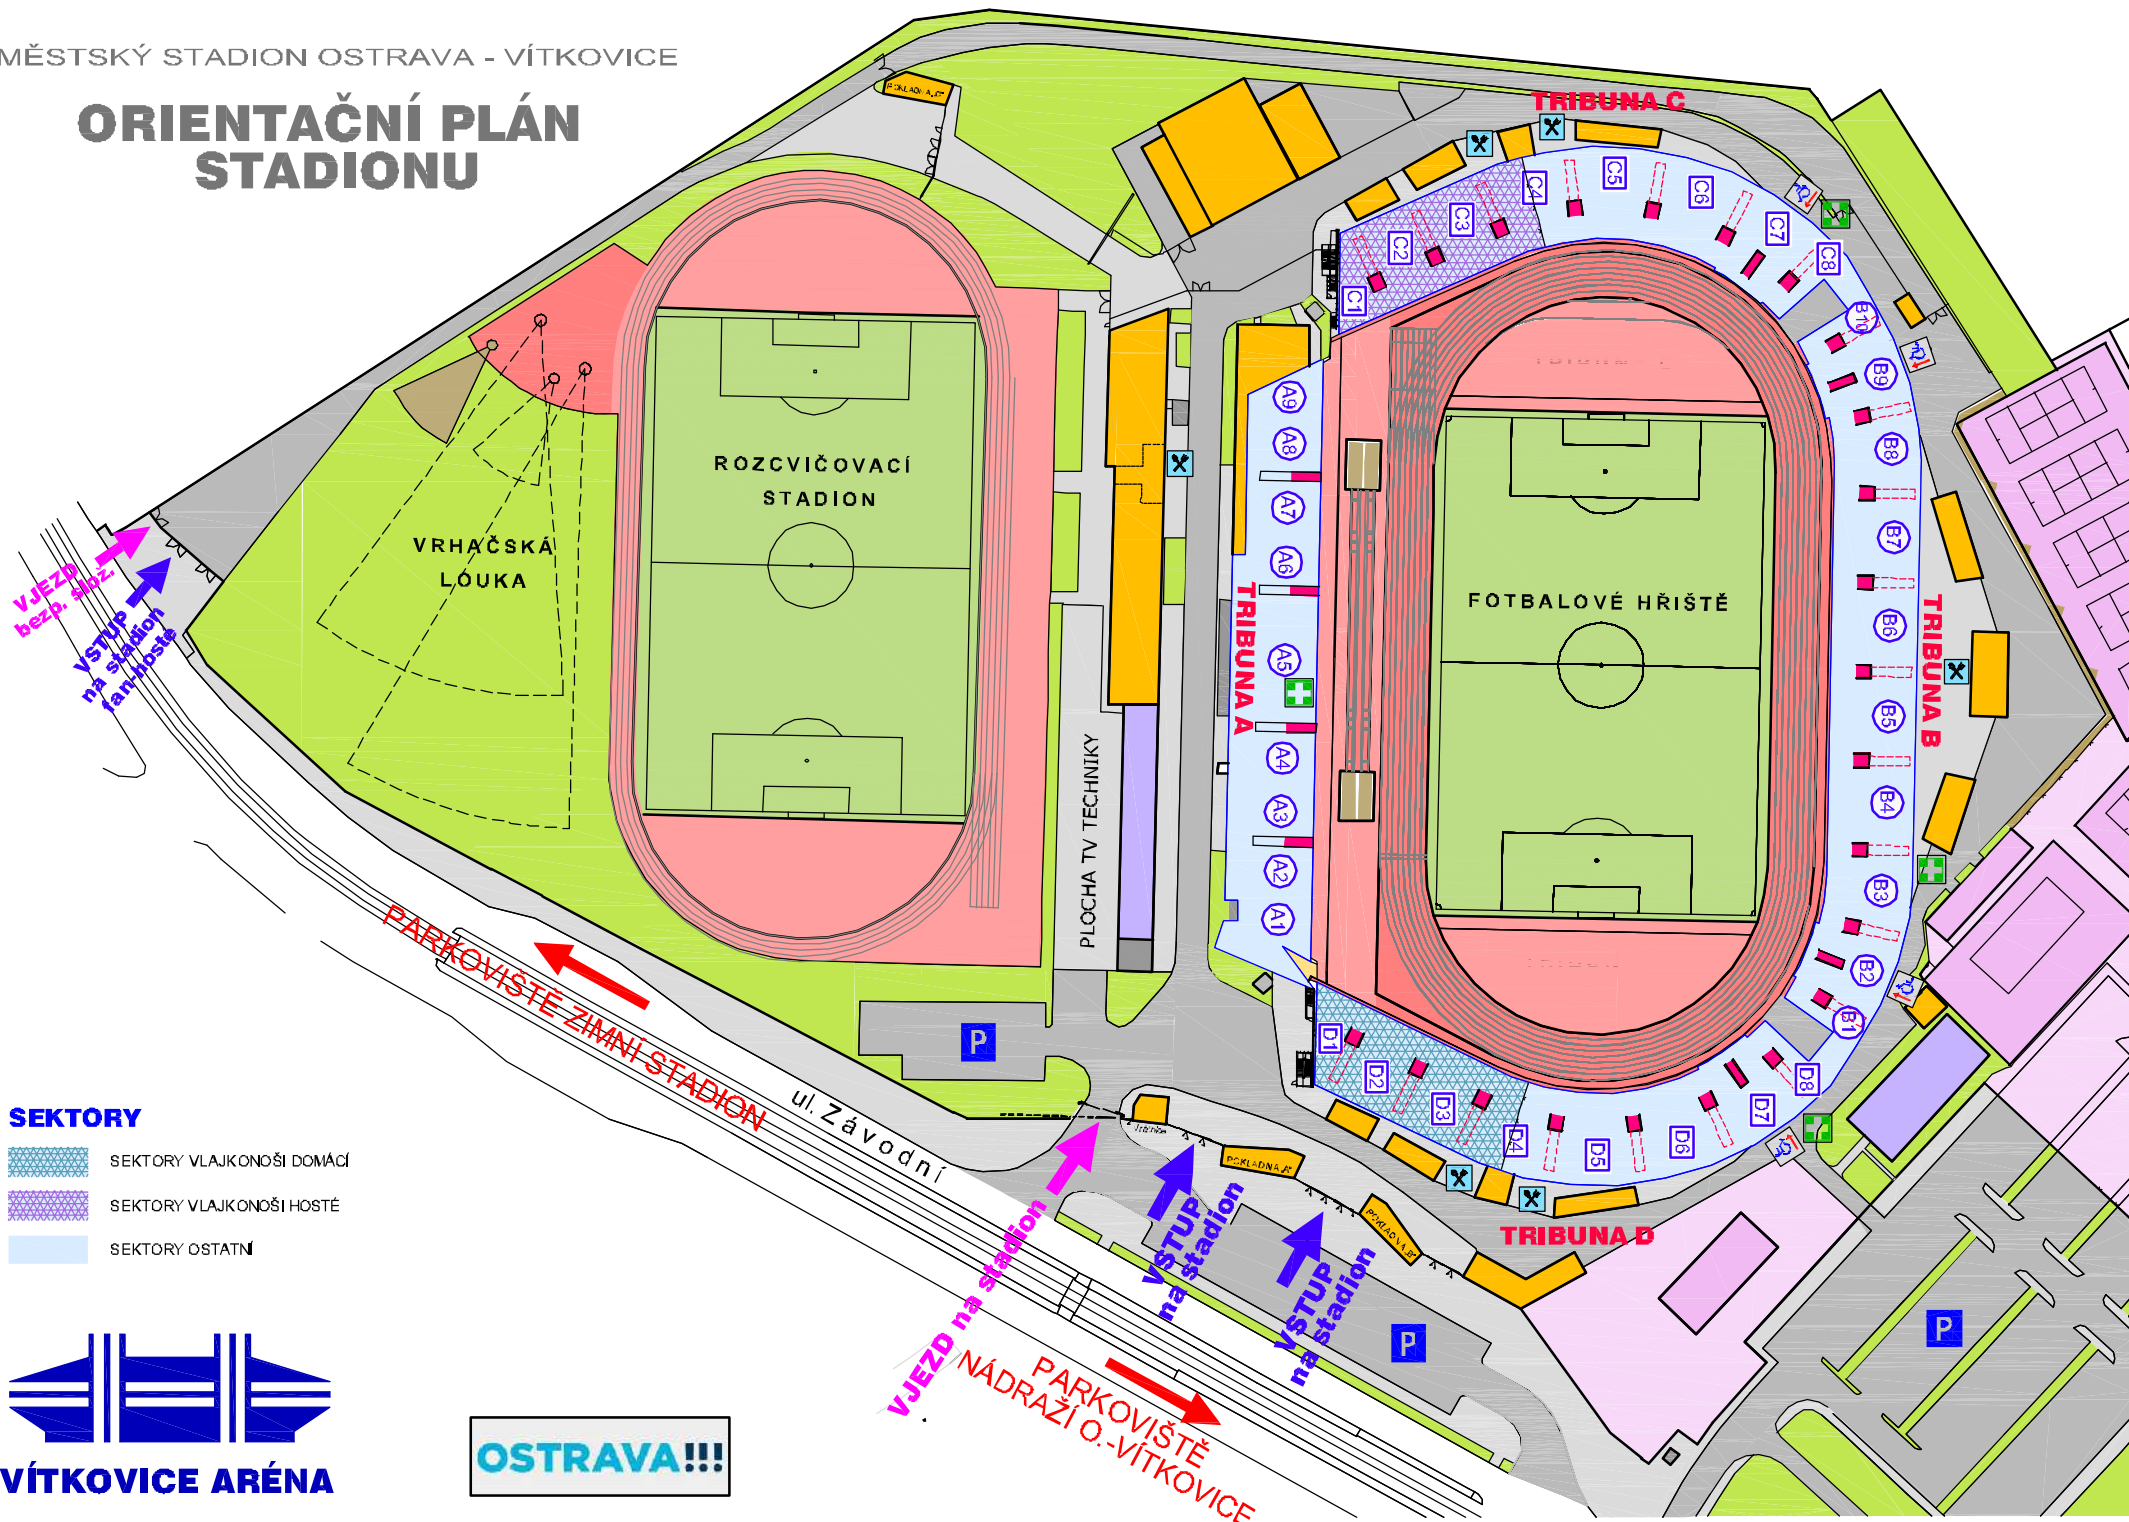 MĚSTSKÝ STADION OSTRAVA - VÍTKOVICE
ORIENTAČNÍ PLÁN
STADIONU
POKLADNA
TRIBUNA C
C1
C2
C3
C4
C5
C6
C7
C8
B10
B9
B8
B7
B6
B5
B4
B3
B2
B1
TRIBUNA B
A9
A8
A7
A6
A5
A4
A3
A2
A1
TRIBUNA A
ROZCVIČOVACÍ
STADION
VRHAČSKÁ
LOUKA
FOTBALOVÉ HŘIŠTĚ
PLOCHA TV TECHNIKY
VJEZD
bezp. slož.
VSTUP
na stadion
fan-hosté
PARKOVIŠTĚ ZIMNÍ STADION
ul. Závodní
P
D1
D2
D3
D4
D5
D6
D7
D8
TRIBUNA D
POKLADNA
POKLADNA
VJEZD na stadion
VSTUP
na stadion
VSTUP
na stadion
P
P
PARKOVIŠTĚ
NÁDRAŽÍ O.-VÍTKOVICE
SEKTORY
SEKTORY VLAJKONOŠI DOMÁCÍ
SEKTORY VLAJKONOŠI HOSTÉ
SEKTORY OSTATNÍ
VÍTKOVICE ARÉNA
OSTRAVA!!!